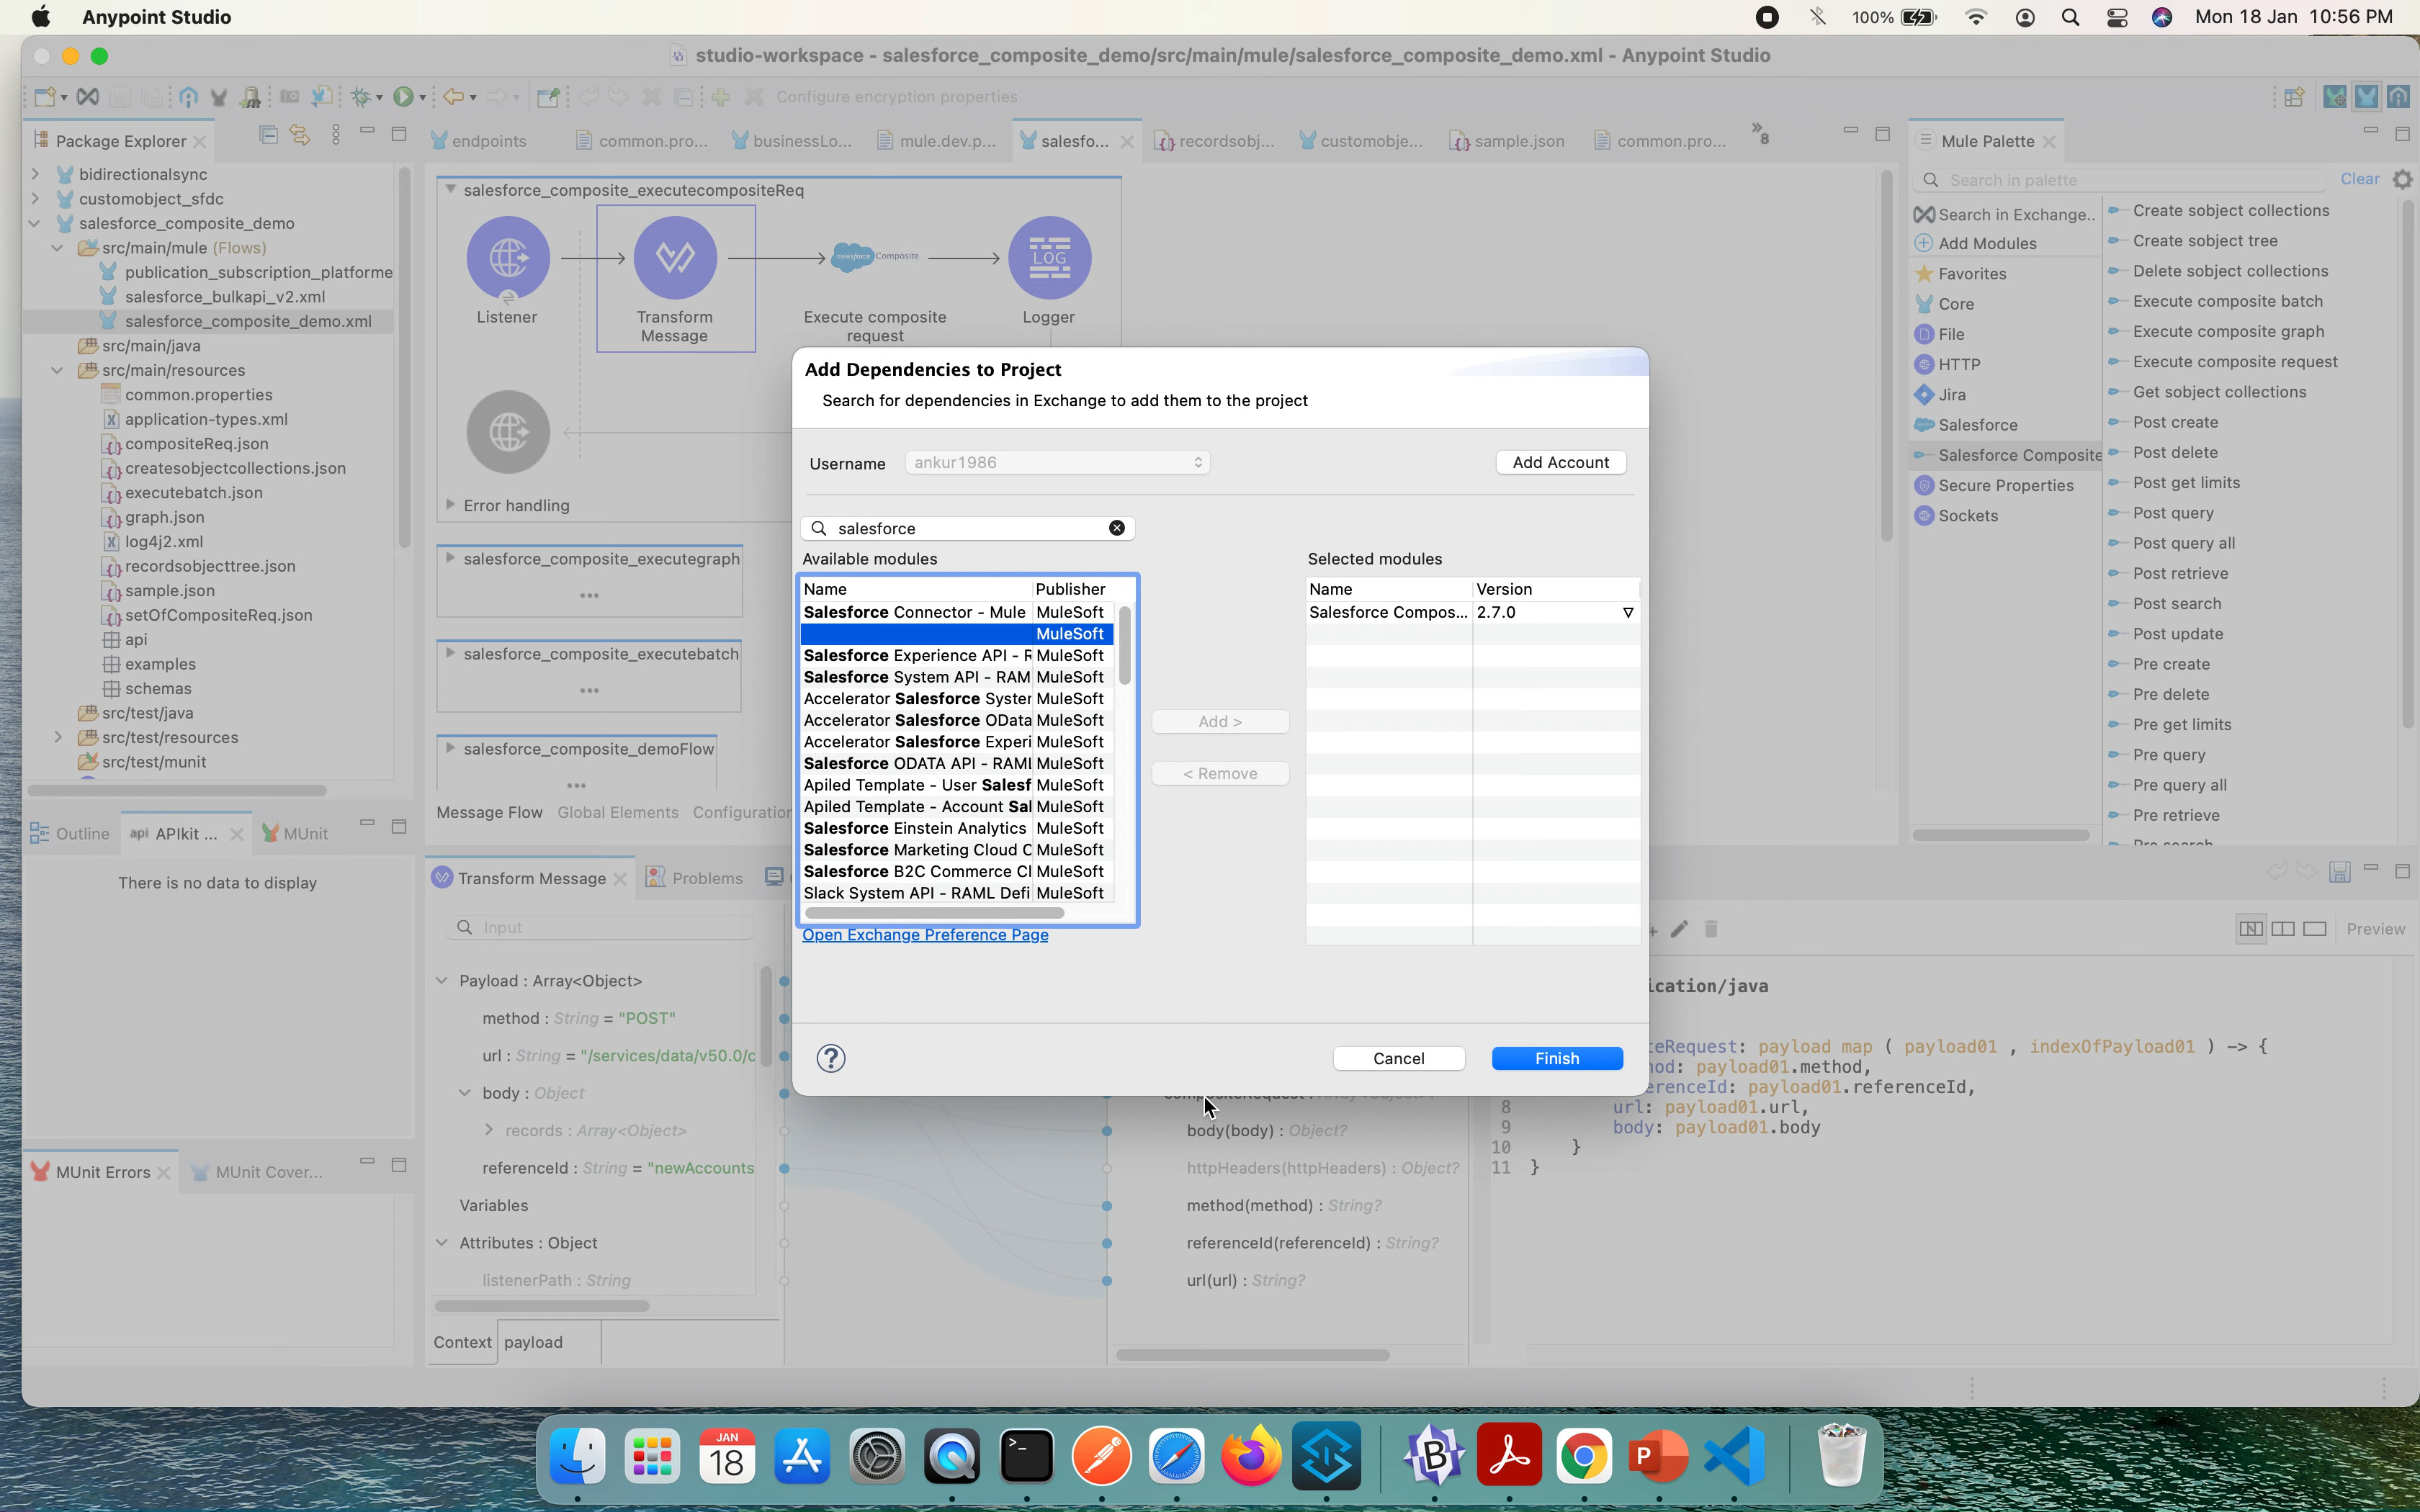 Anypoint Studio
100%
Mon 18 Jan 10:56 PM
studio-workspace - salesforce_composite_demo/src/main/mule/salesforce_composite_demo.xml - Anypoint Studio
Configure encryption properties
Package Explorer
bidirectionalsync
customobject_sfdc
salesforce_composite_demo
src/main/mule (Flows)
publication_subscription_platforme
salesforce_bulkapi_v2.xml
salesforce_composite_demo.xml
src/main/java
src/main/resources
common.properties
application-types.xml
compositeReq.json
createsobjectcollections.json
executebatch.json
graph.json
log4j2.xml
recordsobjecttree.json
sample.json
setOfCompositeReq.json
api
examples
schemas
src/test/java
src/test/resources
src/test/munit
endpoints
common.pro...
businessLo...
mule.dev.p...
salesfo...
recordsobj...
customobje...
sample.json
common.pro...
8
salesforce_composite_executecompositeReq
Listener
Transform
Message
salesforce Composite
Execute composite
request
LOG
Logger
Error handling
salesforce_composite_executegraph
salesforce_composite_executebatch
salesforce_composite_demoFlow
Message Flow Global Elements Configuration
Mule Palette
Search in palette
Clear
Search in Exchange..
Add Modules
Favorites
Core
File
HTTP
Jira
Salesforce
Salesforce Composite
Secure Properties
Sockets
Create sobject collections
Create sobject tree
Delete sobject collections
Execute composite batch
Execute composite graph
Execute composite request
Get sobject collections
Post create
Post delete
Post get limits
Post query
Post query all
Post retrieve
Post search
Post update
Pre create
Pre delete
Pre get limits
Pre query
Pre query all
Pre retrieve
Pre search
Add Dependencies to Project
Search for dependencies in Exchange to add them to the project
Username
ankur1986
Add Account
salesforce
Available modules
Name Publisher
Salesforce Connector - Mule MuleSoft
MuleSoft
Salesforce Experience API - R MuleSoft
Salesforce System API - RAM MuleSoft
Accelerator Salesforce Syster MuleSoft
Accelerator Salesforce OData MuleSoft
Accelerator Salesforce Experi MuleSoft
Salesforce ODATA API - RAML MuleSoft
Apiled Template - User Salesf MuleSoft
Apiled Template - Account Sal MuleSoft
Salesforce Einstein Analytics MuleSoft
Salesforce Marketing Cloud C MuleSoft
Salesforce B2C Commerce Cl MuleSoft
Slack System API - RAML Defi MuleSoft
Open Exchange Preference Page
Add >
< Remove
Selected modules
Name Version
Salesforce Compos... 2.7.0
Cancel
Finish
Outline
api APIkit ...
MUnit
There is no data to display
MUnit Errors
MUnit Cover...
Transform Message
Problems
Input
Payload : Array<Object>
method : String = "POST"
url : String = "/services/data/v50.0/c
body : Object
records : Array<Object>
referenceId : String = "newAccounts
Variables
Attributes : Object
listenerPath : String
Context
payload
body(body) : Object?
httpHeaders(httpHeaders) : Object?
method(method) : String?
referenceId(referenceId) : String?
url(url) : String?
Preview
ication/java
teRequest: payload map ( payload01 , indexOfPayload01 ) -> {
hod: payload01.method,
erenceId: payload01.referenceId,
8 url: payload01.url,
9 body: payload01.body
10 }
11 }
JAN
18
B
P